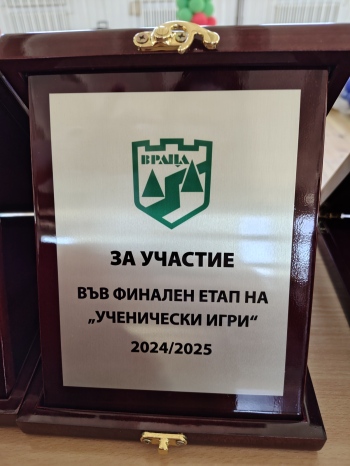 ВРАЦА
ЗА УЧАСТИЕ
ВЪВ ФИНАЛЕН ЕТАП НА
„УЧЕНИЧЕСКИ ИГРИ“
2024/2025